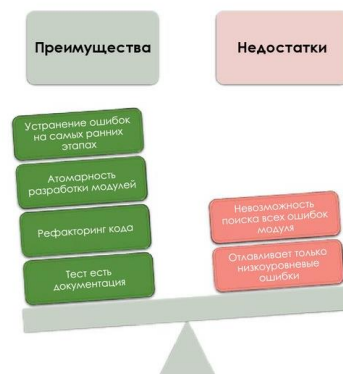 Преимущества
Недостатки
Устранение ошибок
на самых ранних
этапах
Атомарность
разработки модулей
Рефакторинг кода
Тест есть
документация
Невозможность
поиска всех ошибок
модуля
Отлавливает только
низкоуровневые
ошибки